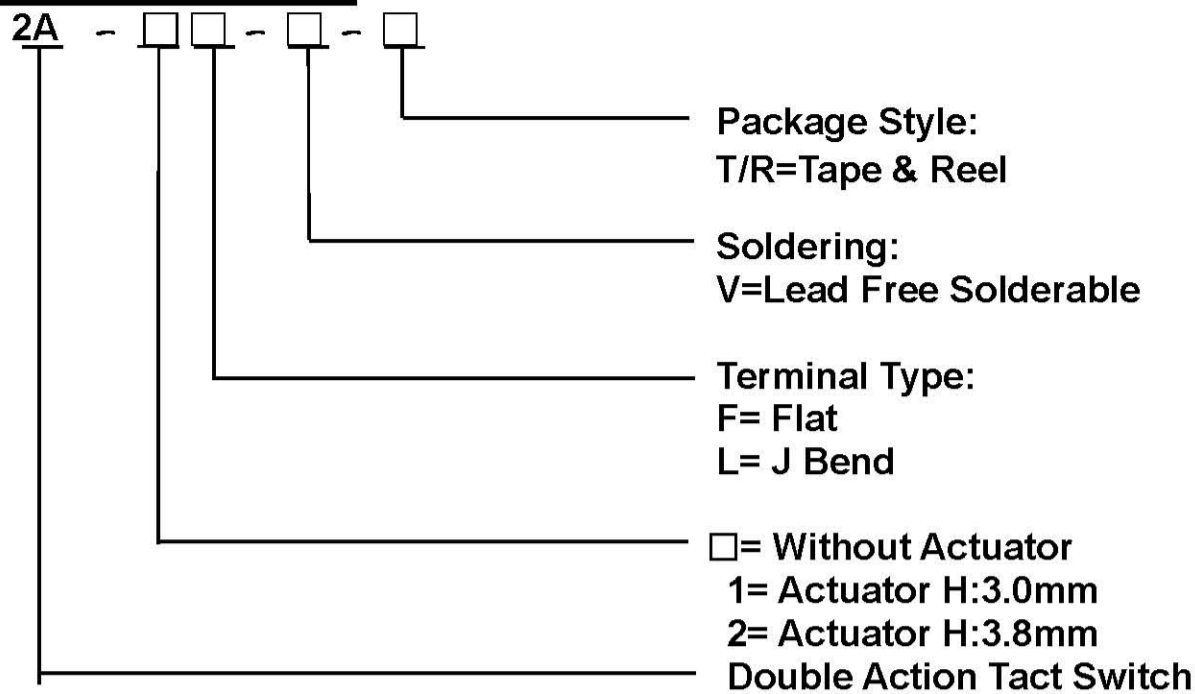 2A - □□ - □ - □
Package Style:
T/R=Tape & Reel
Soldering:
V=Lead Free Solderable
Terminal Type:
F= Flat
L= J Bend
□= Without Actuator
1= Actuator H:3.0mm
2= Actuator H:3.8mm
Double Action Tact Switch